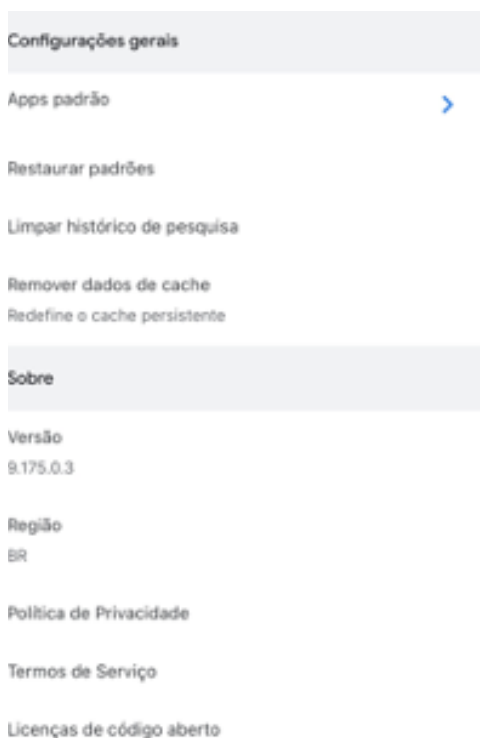 Configurações gerais
Apps padrão
Restaurar padrões
Limpar histórico de pesquisa
Remover dados de cache
Redefine o cache persistente
Sobre
Versão
9.175.0.3
Região
BR
Política de Privacidade
Termos de Serviço
Licenças de código aberto